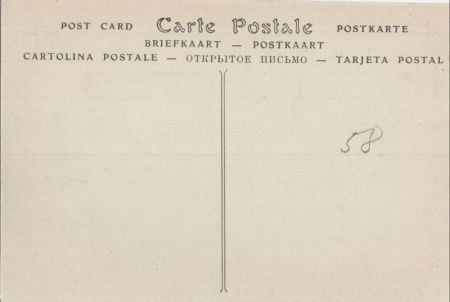 POST CARD Carte Postale POSTKARTE
BRIEFKAART — POSTKAART
CARTOLINA POSTALE — ОТКРЫТОЕ ПИСЬМО — TARJETA POSTAL
58